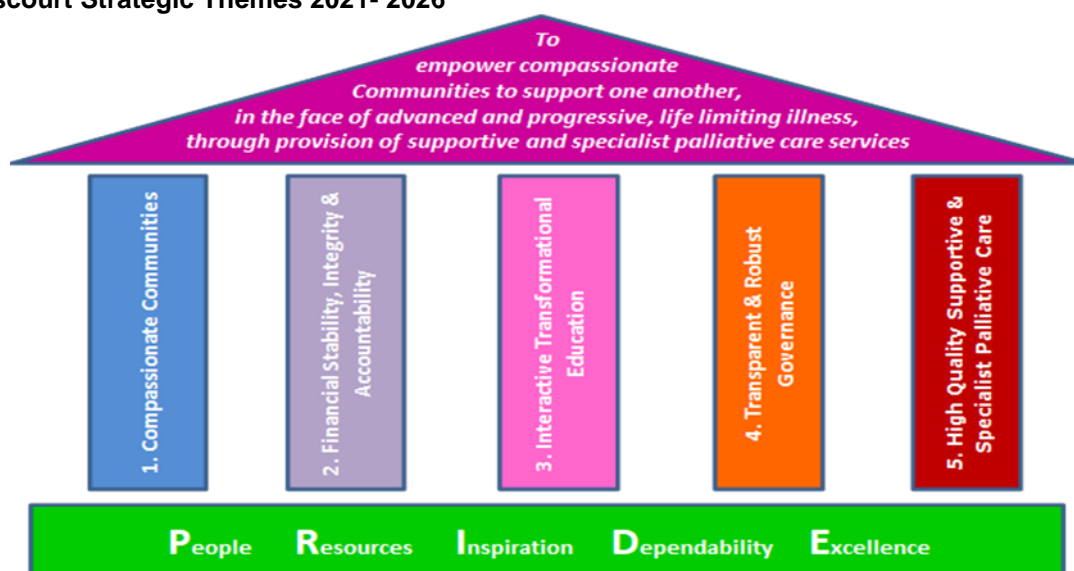 scourt Strategic Themes 2021- 2026
To
empower compassionate
Communities to support one another,
in the face of advanced and progressive, life limiting illness,
through provision of supportive and specialist palliative care services
1. Compassionate Communities
2. Financial Stability, Integrity &
Accountability
3. Interactive Transformational
Education
4. Transparent & Robust
Governance
5. High Quality Supportive &
Specialist Palliative Care
People Resources Inspiration Dependability Excellence